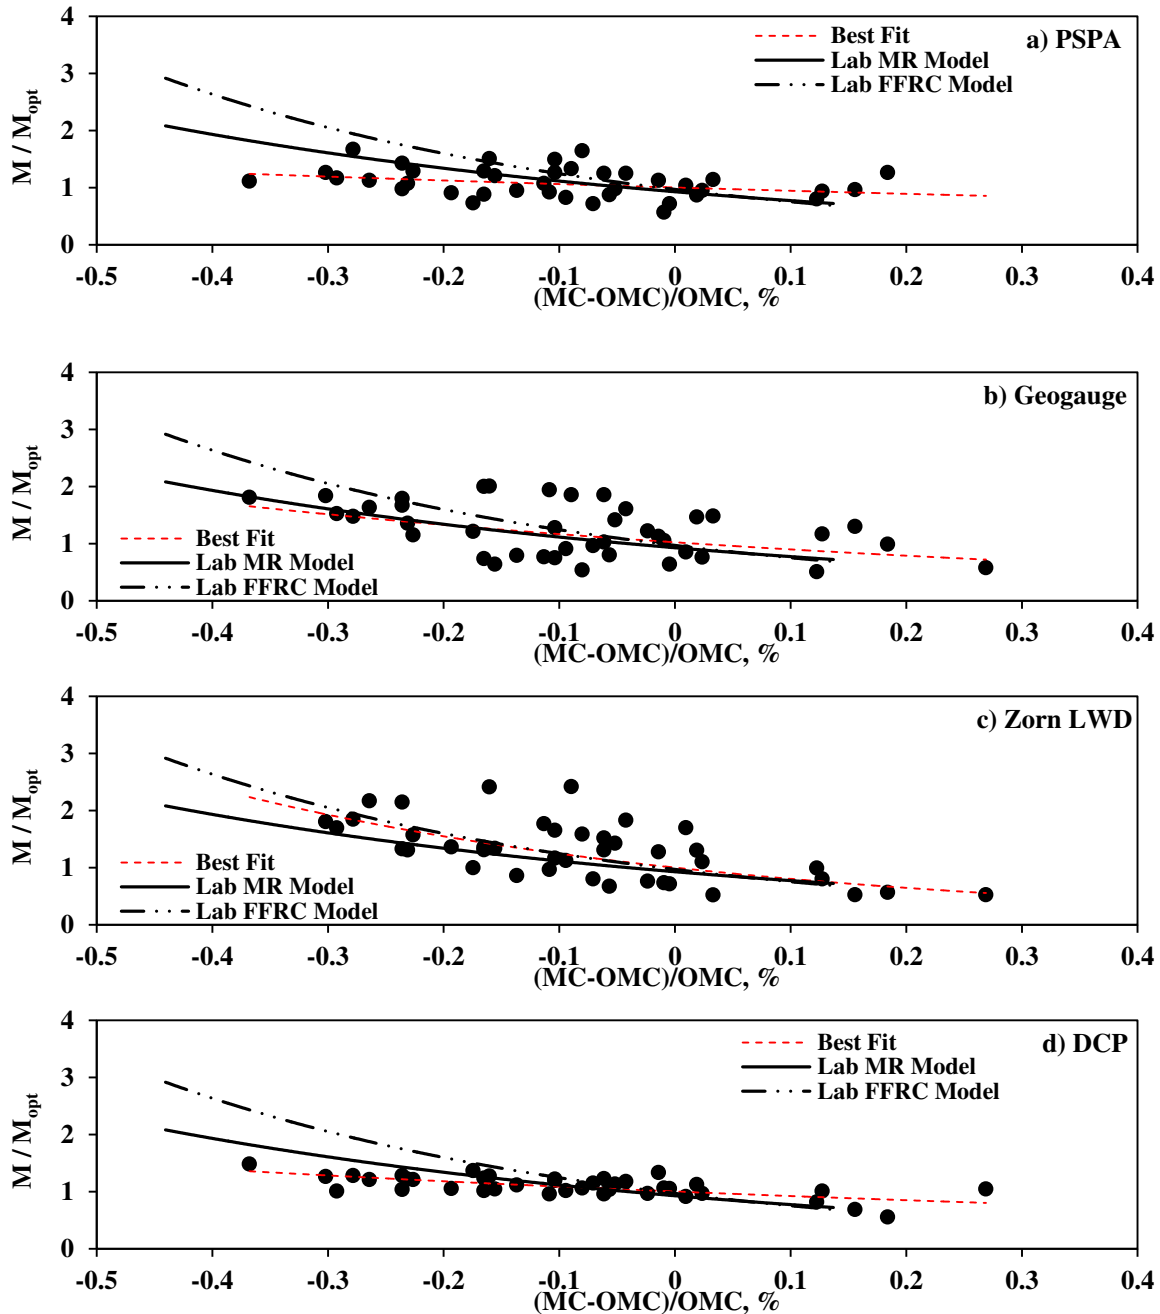 4
3
2
1
0
M / Mopt
Best Fit
Lab MR Model
Lab FFRC Model
a) PSPA
-0.5 -0.4 -0.3 -0.2 -0.1 0 0.1 0.2 0.3 0.4
(MC-OMC)/OMC, %
4
3
2
1
0
M / Mopt
b) Geogauge
Best Fit
Lab MR Model
Lab FFRC Model
-0.5 -0.4 -0.3 -0.2 -0.1 0 0.1 0.2 0.3 0.4
(MC-OMC)/OMC, %
4
3
2
1
0
M / Mopt
c) Zorn LWD
Best Fit
Lab MR Model
Lab FFRC Model
-0.5 -0.4 -0.3 -0.2 -0.1 0 0.1 0.2 0.3 0.4
(MC-OMC)/OMC, %
4
3
2
1
0
M / Mopt
Best Fit
Lab MR Model
Lab FFRC Model
d) DCP
-0.5 -0.4 -0.3 -0.2 -0.1 0 0.1 0.2 0.3 0.4
(MC-OMC)/OMC, %